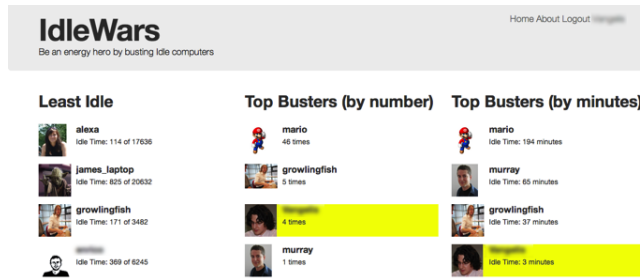 IdleWars
Home About Logout
Be an energy hero by busting Idle computers
Least Idle
alexa
Idle Time: 114 of 17636
james_laptop
Idle Time: 825 of 20632
growlingfish
Idle Time: 171 of 3482
Idle Time: 369 of 6245
Top Busters (by number)
mario
46 times
growlingfish
5 times
4 times
murray
1 times
Top Busters (by minutes)
mario
Idle Time: 194 minutes
murray
Idle Time: 65 minutes
growlingfish
Idle Time: 37 minutes
Idle Time: 3 minutes